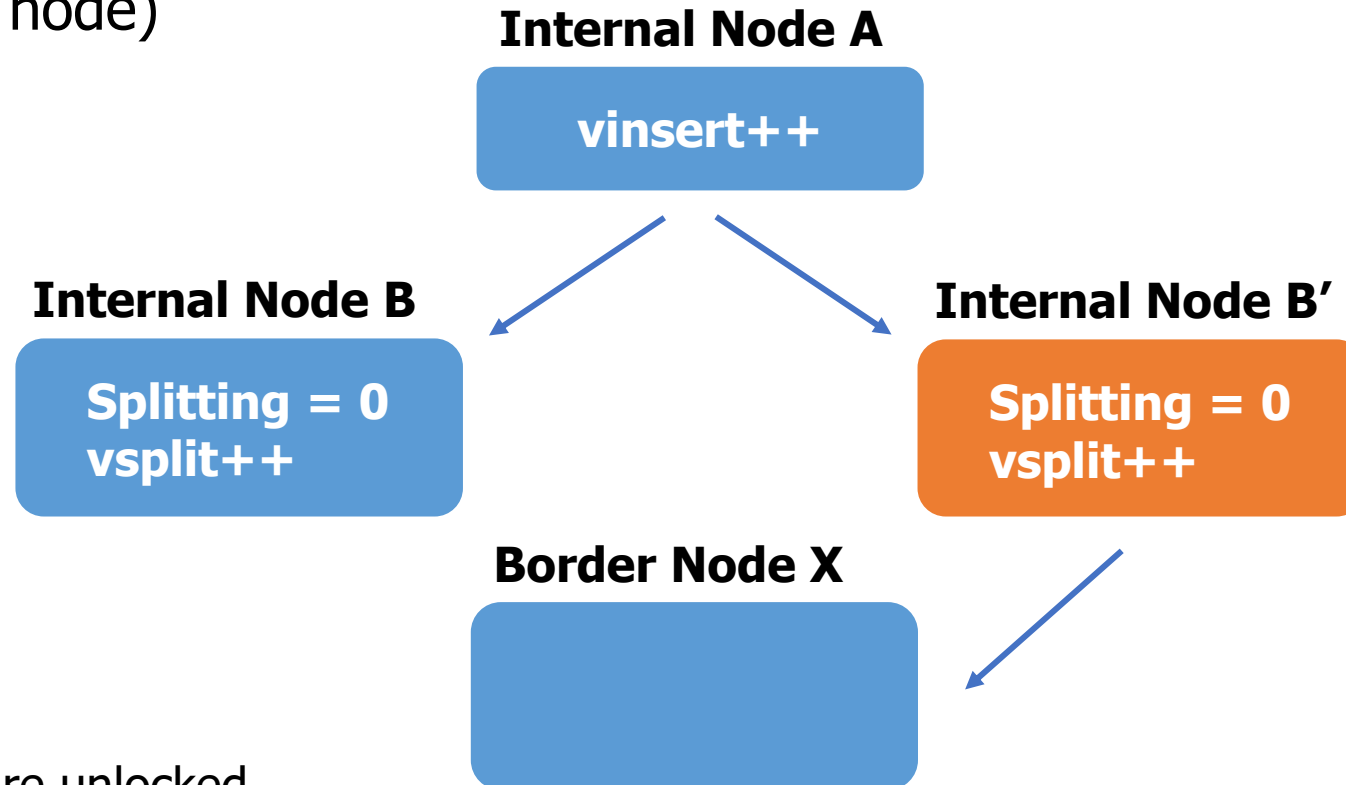 node)
Internal Node A
vinsert++
Internal Node B
Internal Node B’
Splitting = 0
vsplit++
Splitting = 0
vsplit++
Border Node X
re unlocked